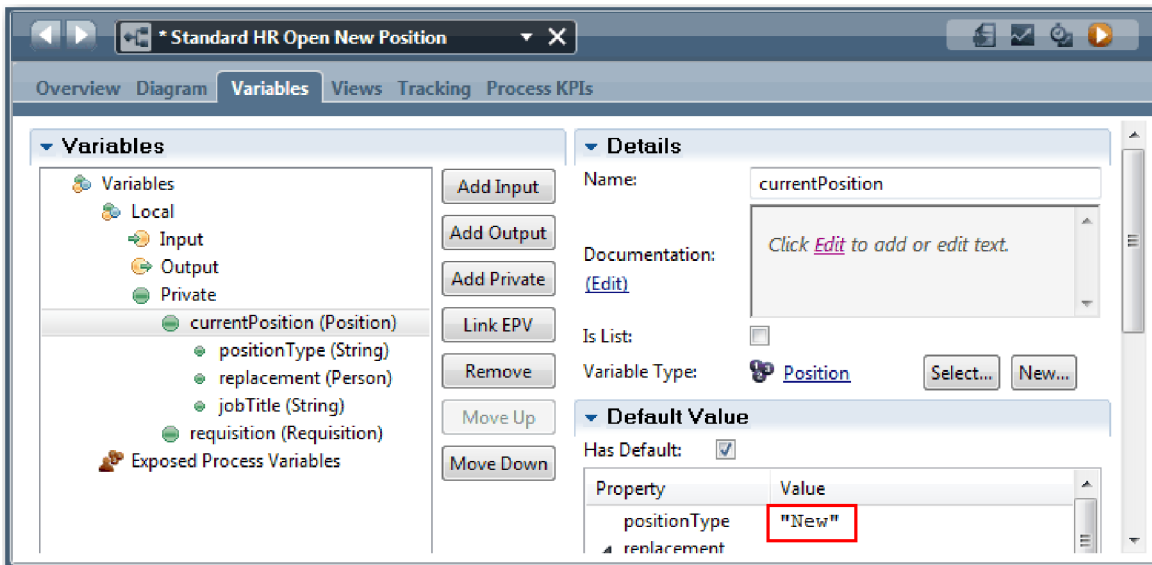 * Standard HR Open New Position
Overview Diagram Variables Views Tracking Process KPIs
Variables
Variables
Local
Input
Output
Private
currentPosition (Position)
positionType (String)
replacement (Person)
jobTitle (String)
requisition (Requisition)
Exposed Process Variables
Add Input
Add Output
Add Private
Link EPV
Remove
Move Up
Move Down
Details
Name: currentPosition
Documentation: Click Edit to add or edit text.
(Edit)
Is List:
Variable Type: Position Select... New...
Default Value
Has Default:
Property Value
positionType "New"
replacement